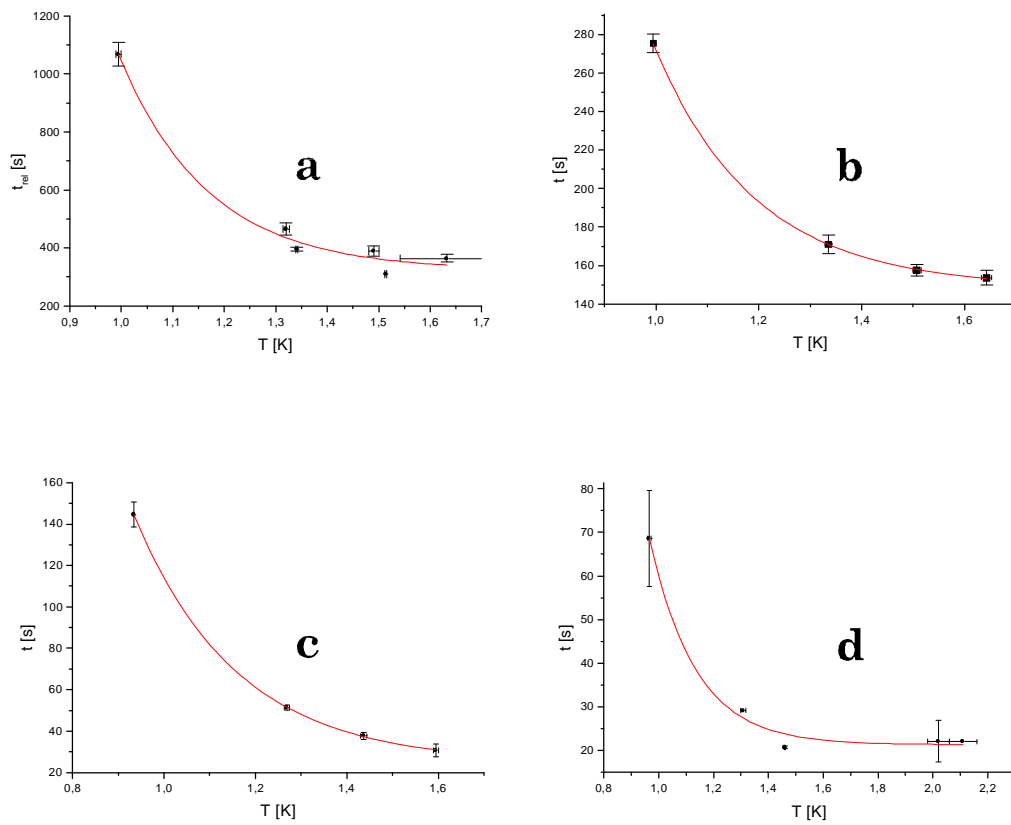 1200
1000
800
600
400
200
0,9 1,0 1,1 1,2 1,3 1,4 1,5 1,6 1,7
t_rel [s]
T [K]
a
280
260
240
220
200
180
160
140
1,0 1,2 1,4 1,6
t [s]
T [K]
b
160
140
120
100
80
60
40
20
0,8 1,0 1,2 1,4 1,6
t [s]
T [K]
c
80
70
60
50
40
30
20
0,8 1,0 1,2 1,4 1,6 1,8 2,0 2,2
t [s]
T [K]
d